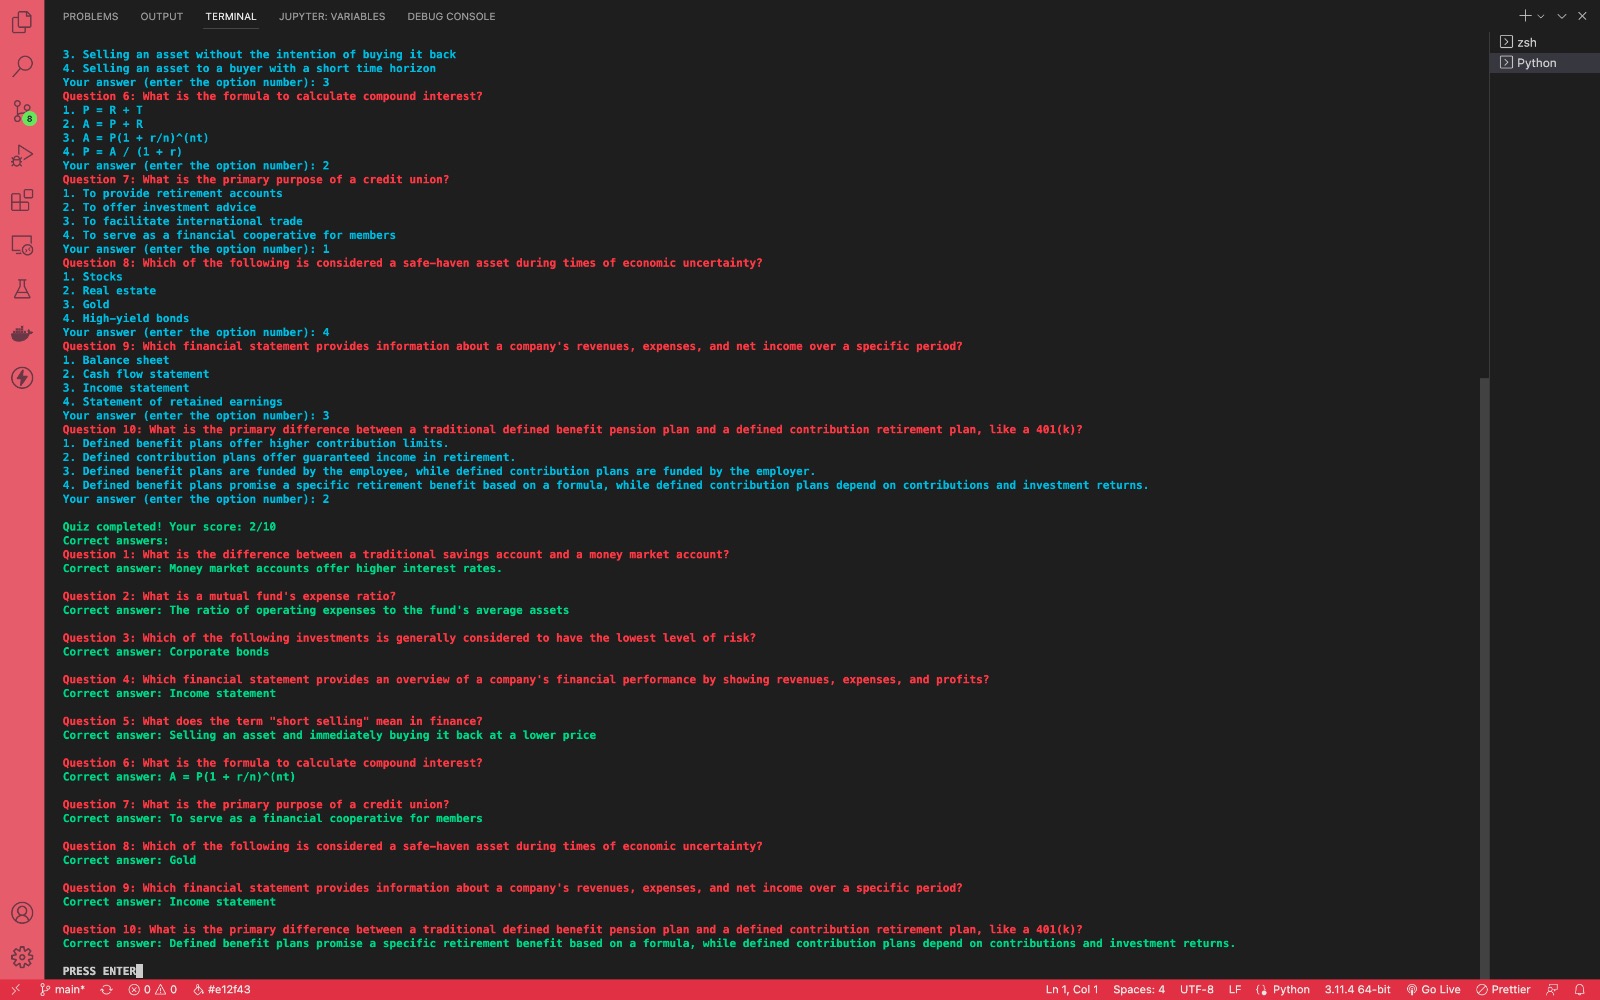 PROBLEMS OUTPUT TERMINAL JUPYTER: VARIABLES DEBUG CONSOLE
zsh
Python
8
3. Selling an asset without the intention of buying it back
4. Selling an asset to a buyer with a short time horizon
Your answer (enter the option number): 3
Question 6: What is the formula to calculate compound interest?
1. P = R + T
2. A = P + R
3. A = P(1 + r/n)^(nt)
4. P = A / (1 + r)
Your answer (enter the option number): 2
Question 7: What is the primary purpose of a credit union?
1. To provide retirement accounts
2. To offer investment advice
3. To facilitate international trade
4. To serve as a financial cooperative for members
Your answer (enter the option number): 1
Question 8: Which of the following is considered a safe-haven asset during times of economic uncertainty?
1. Stocks
2. Real estate
3. Gold
4. High-yield bonds
Your answer (enter the option number): 4
Question 9: Which financial statement provides information about a company's revenues, expenses, and net income over a specific period?
1. Balance sheet
2. Cash flow statement
3. Income statement
4. Statement of retained earnings
Your answer (enter the option number): 3
Question 10: What is the primary difference between a traditional defined benefit pension plan and a defined contribution retirement plan, like a 401(k)?
1. Defined benefit plans offer higher contribution limits.
2. Defined contribution plans offer guaranteed income in retirement.
3. Defined benefit plans are funded by the employee, while defined contribution plans are funded by the employer.
4. Defined benefit plans promise a specific retirement benefit based on a formula, while defined contribution plans depend on contributions and investment returns.
Your answer (enter the option number): 2
Quiz completed! Your score: 2/10
Correct answers:
Question 1: What is the difference between a traditional savings account and a money market account?
Correct answer: Money market accounts offer higher interest rates.
Question 2: What is a mutual fund's expense ratio?
Correct answer: The ratio of operating expenses to the fund's average assets
Question 3: Which of the following investments is generally considered to have the lowest level of risk?
Correct answer: Corporate bonds
Question 4: Which financial statement provides an overview of a company's financial performance by showing revenues, expenses, and profits?
Correct answer: Income statement
Question 5: What does the term "short selling" mean in finance?
Correct answer: Selling an asset and immediately buying it back at a lower price
Question 6: What is the formula to calculate compound interest?
Correct answer: A = P(1 + r/n)^(nt)
Question 7: What is the primary purpose of a credit union?
Correct answer: To serve as a financial cooperative for members
Question 8: Which of the following is considered a safe-haven asset during times of economic uncertainty?
Correct answer: Gold
Question 9: Which financial statement provides information about a company's revenues, expenses, and net income over a specific period?
Correct answer: Income statement
Question 10: What is the primary difference between a traditional defined benefit pension plan and a defined contribution retirement plan, like a 401(k)?
Correct answer: Defined benefit plans promise a specific retirement benefit based on a formula, while defined contribution plans depend on contributions and investment returns.
PRESS ENTER
main* 0 0 #e12f43 Ln 1, Col 1 Spaces: 4 UTF-8 LF Python 3.11.4 64-bit Go Live Prettier